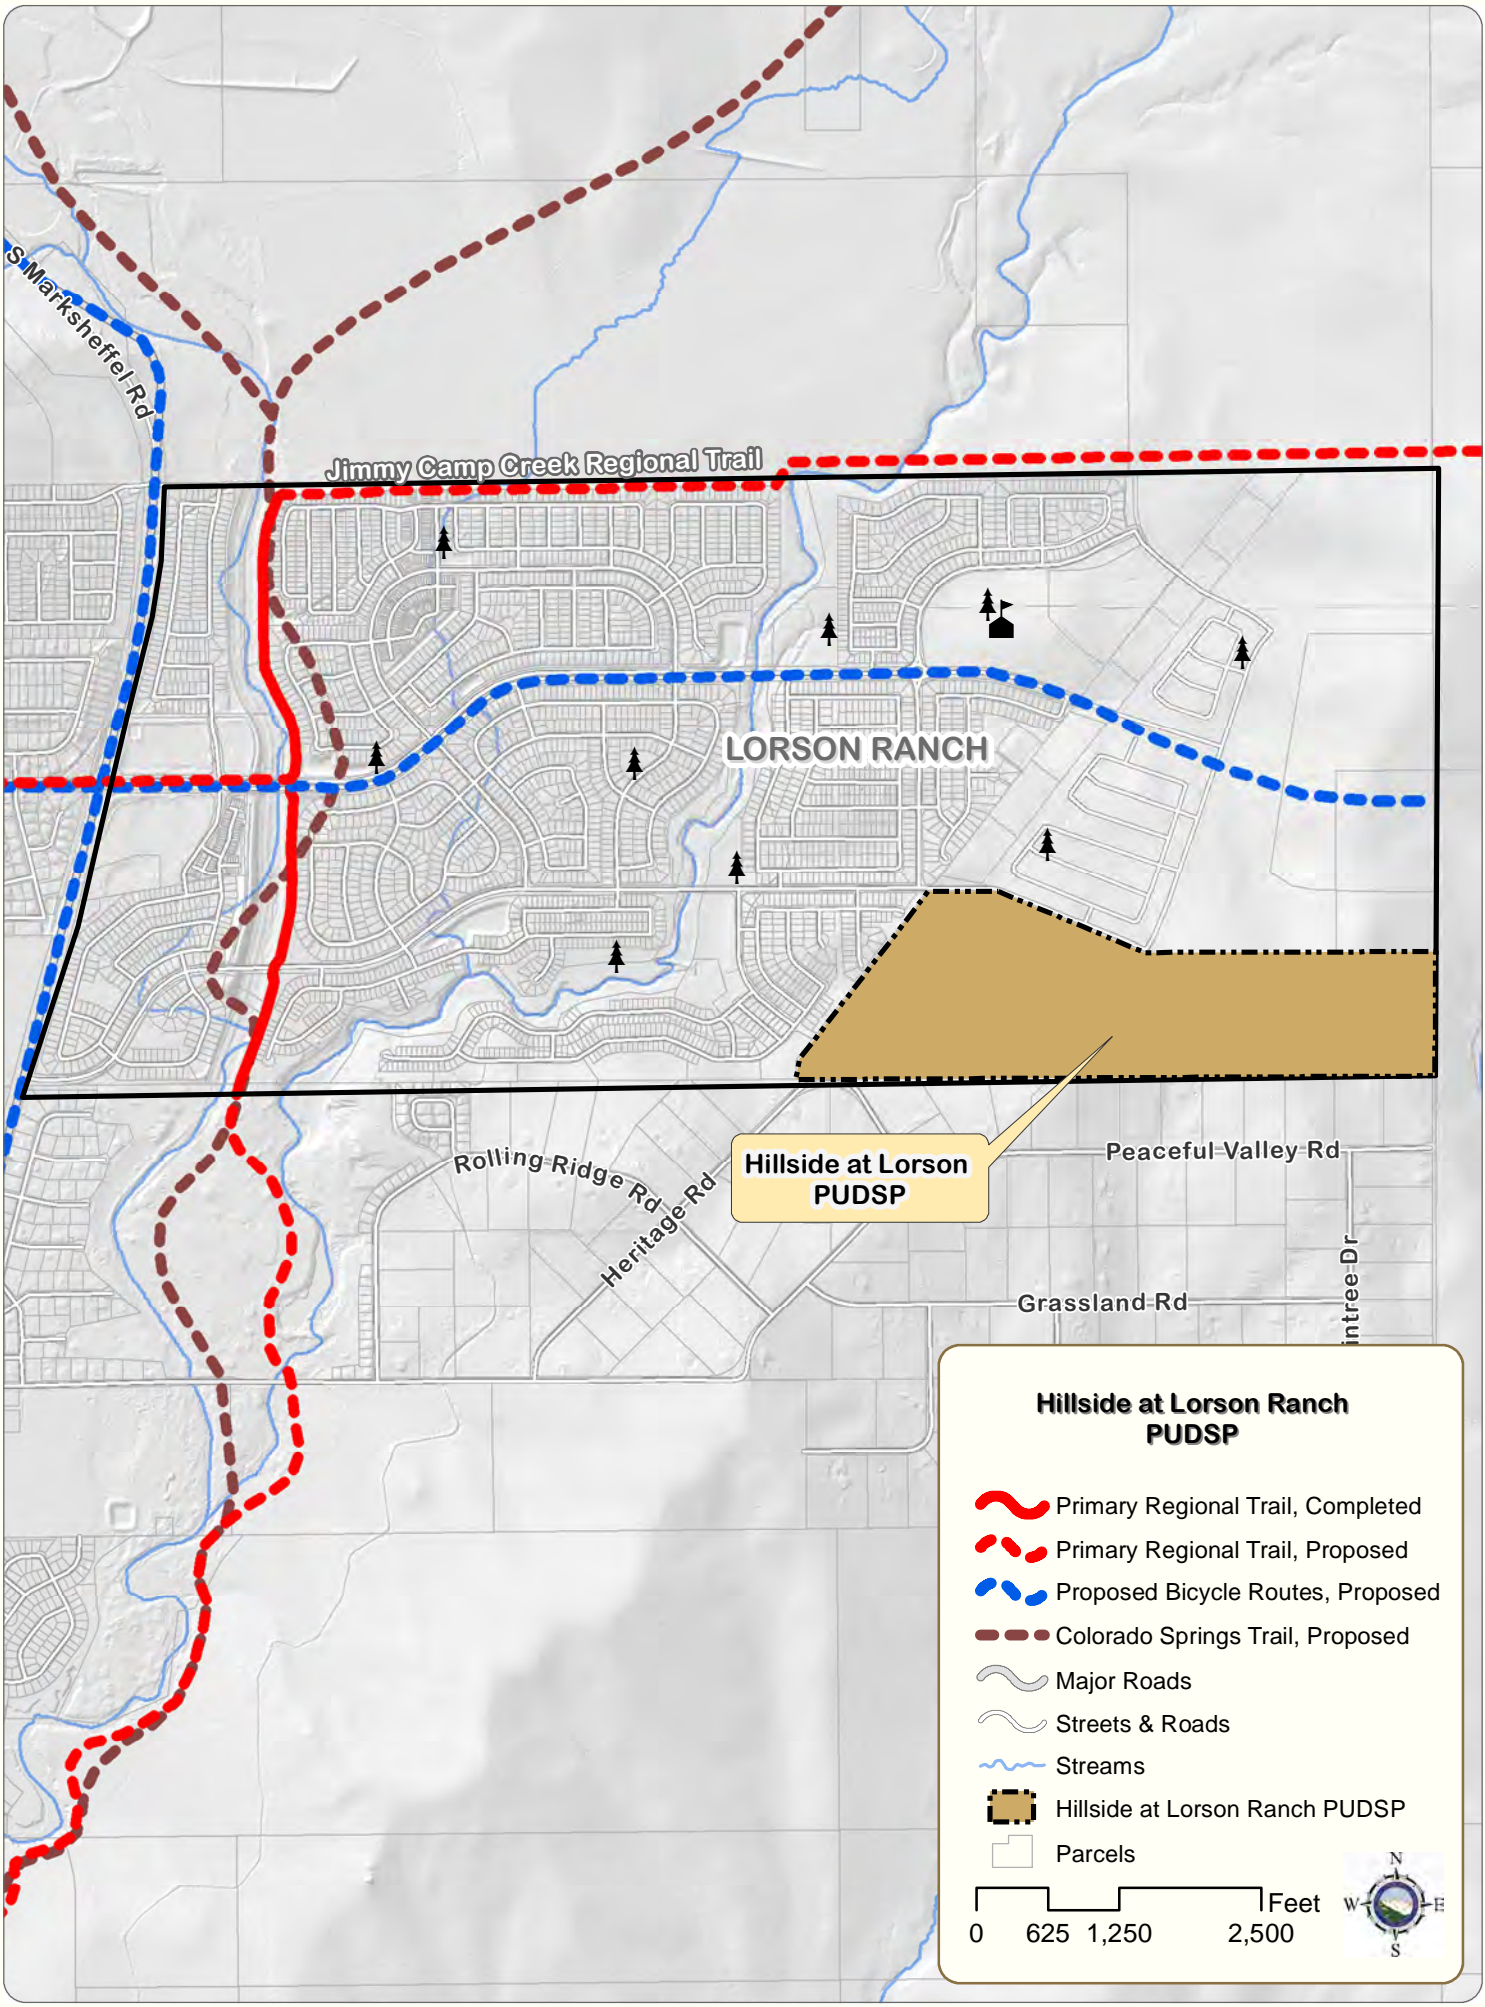 S Marksheffel Rd
Jimmy Camp Creek Regional Trail
LORSON RANCH
Hillside at Lorson
PUDSP
Peaceful Valley Rd
Rolling Ridge Rd
Heritage Rd
Grassland Rd
intree Dr
Hillside at Lorson Ranch
PUDSP
Primary Regional Trail, Completed
Primary Regional Trail, Proposed
Proposed Bicycle Routes, Proposed
Colorado Springs Trail, Proposed
Major Roads
Streets & Roads
Streams
Hillside at Lorson Ranch PUDSP
Parcels
Feet
0 625 1,250 2,500
N
W E
S